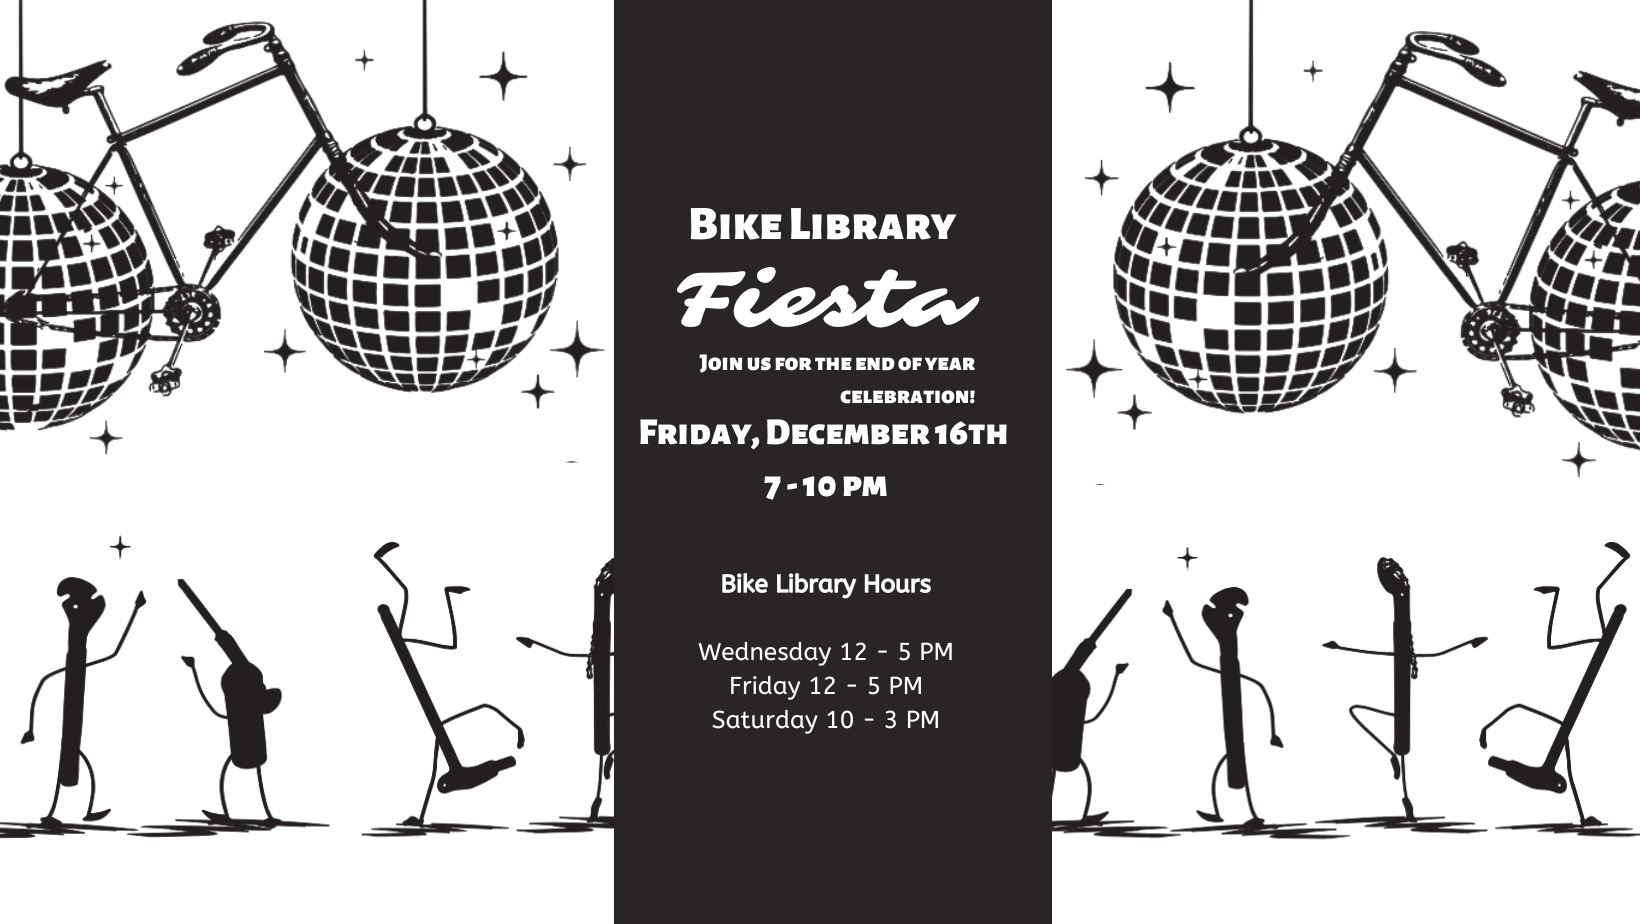 Bike Library
Fiesta
Join us for the end of year
celebration!
Friday, December 16th
7 - 10 PM
Bike Library Hours
Wednesday 12 - 5 PM
Friday 12 - 5 PM
Saturday 10 - 3 PM